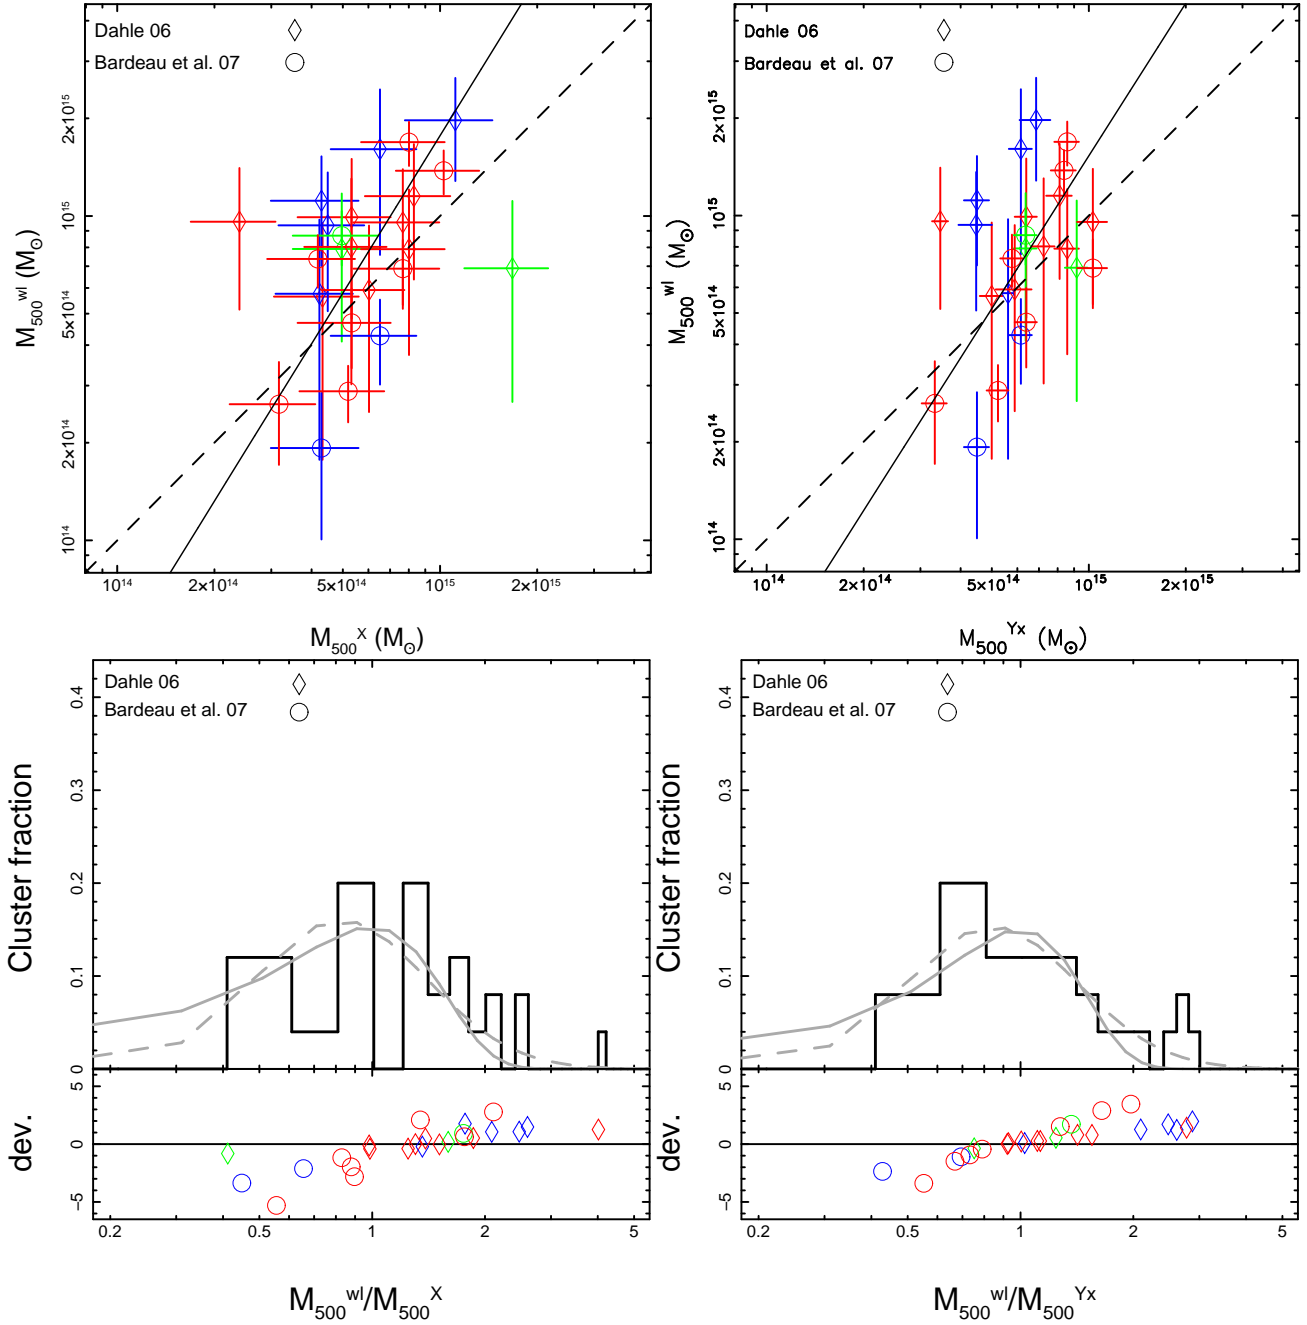 Dahle 06
Bardeau et al. 07
M500^wl (M⊙)
10^14 2×10^14 5×10^14 10^15 2×10^15
10^14 2×10^14 5×10^14 10^15 2×10^15
M500^X (M⊙)
Dahle 06
Bardeau et al. 07
M500^wl (M⊙)
10^14 2×10^14 5×10^14 10^15 2×10^15
10^14 2×10^14 5×10^14 10^15 2×10^15
M500^Yx (M⊙)
Dahle 06
Bardeau et al. 07
Cluster fraction
0 0.1 0.2 0.3 0.4
dev.
−5 0 5
0.2 0.5 1 2 5
M500^wl/M500^X
Dahle 06
Bardeau et al. 07
Cluster fraction
0 0.1 0.2 0.3 0.4
dev.
−5 0 5
0.2 0.5 1 2 5
M500^wl/M500^Yx